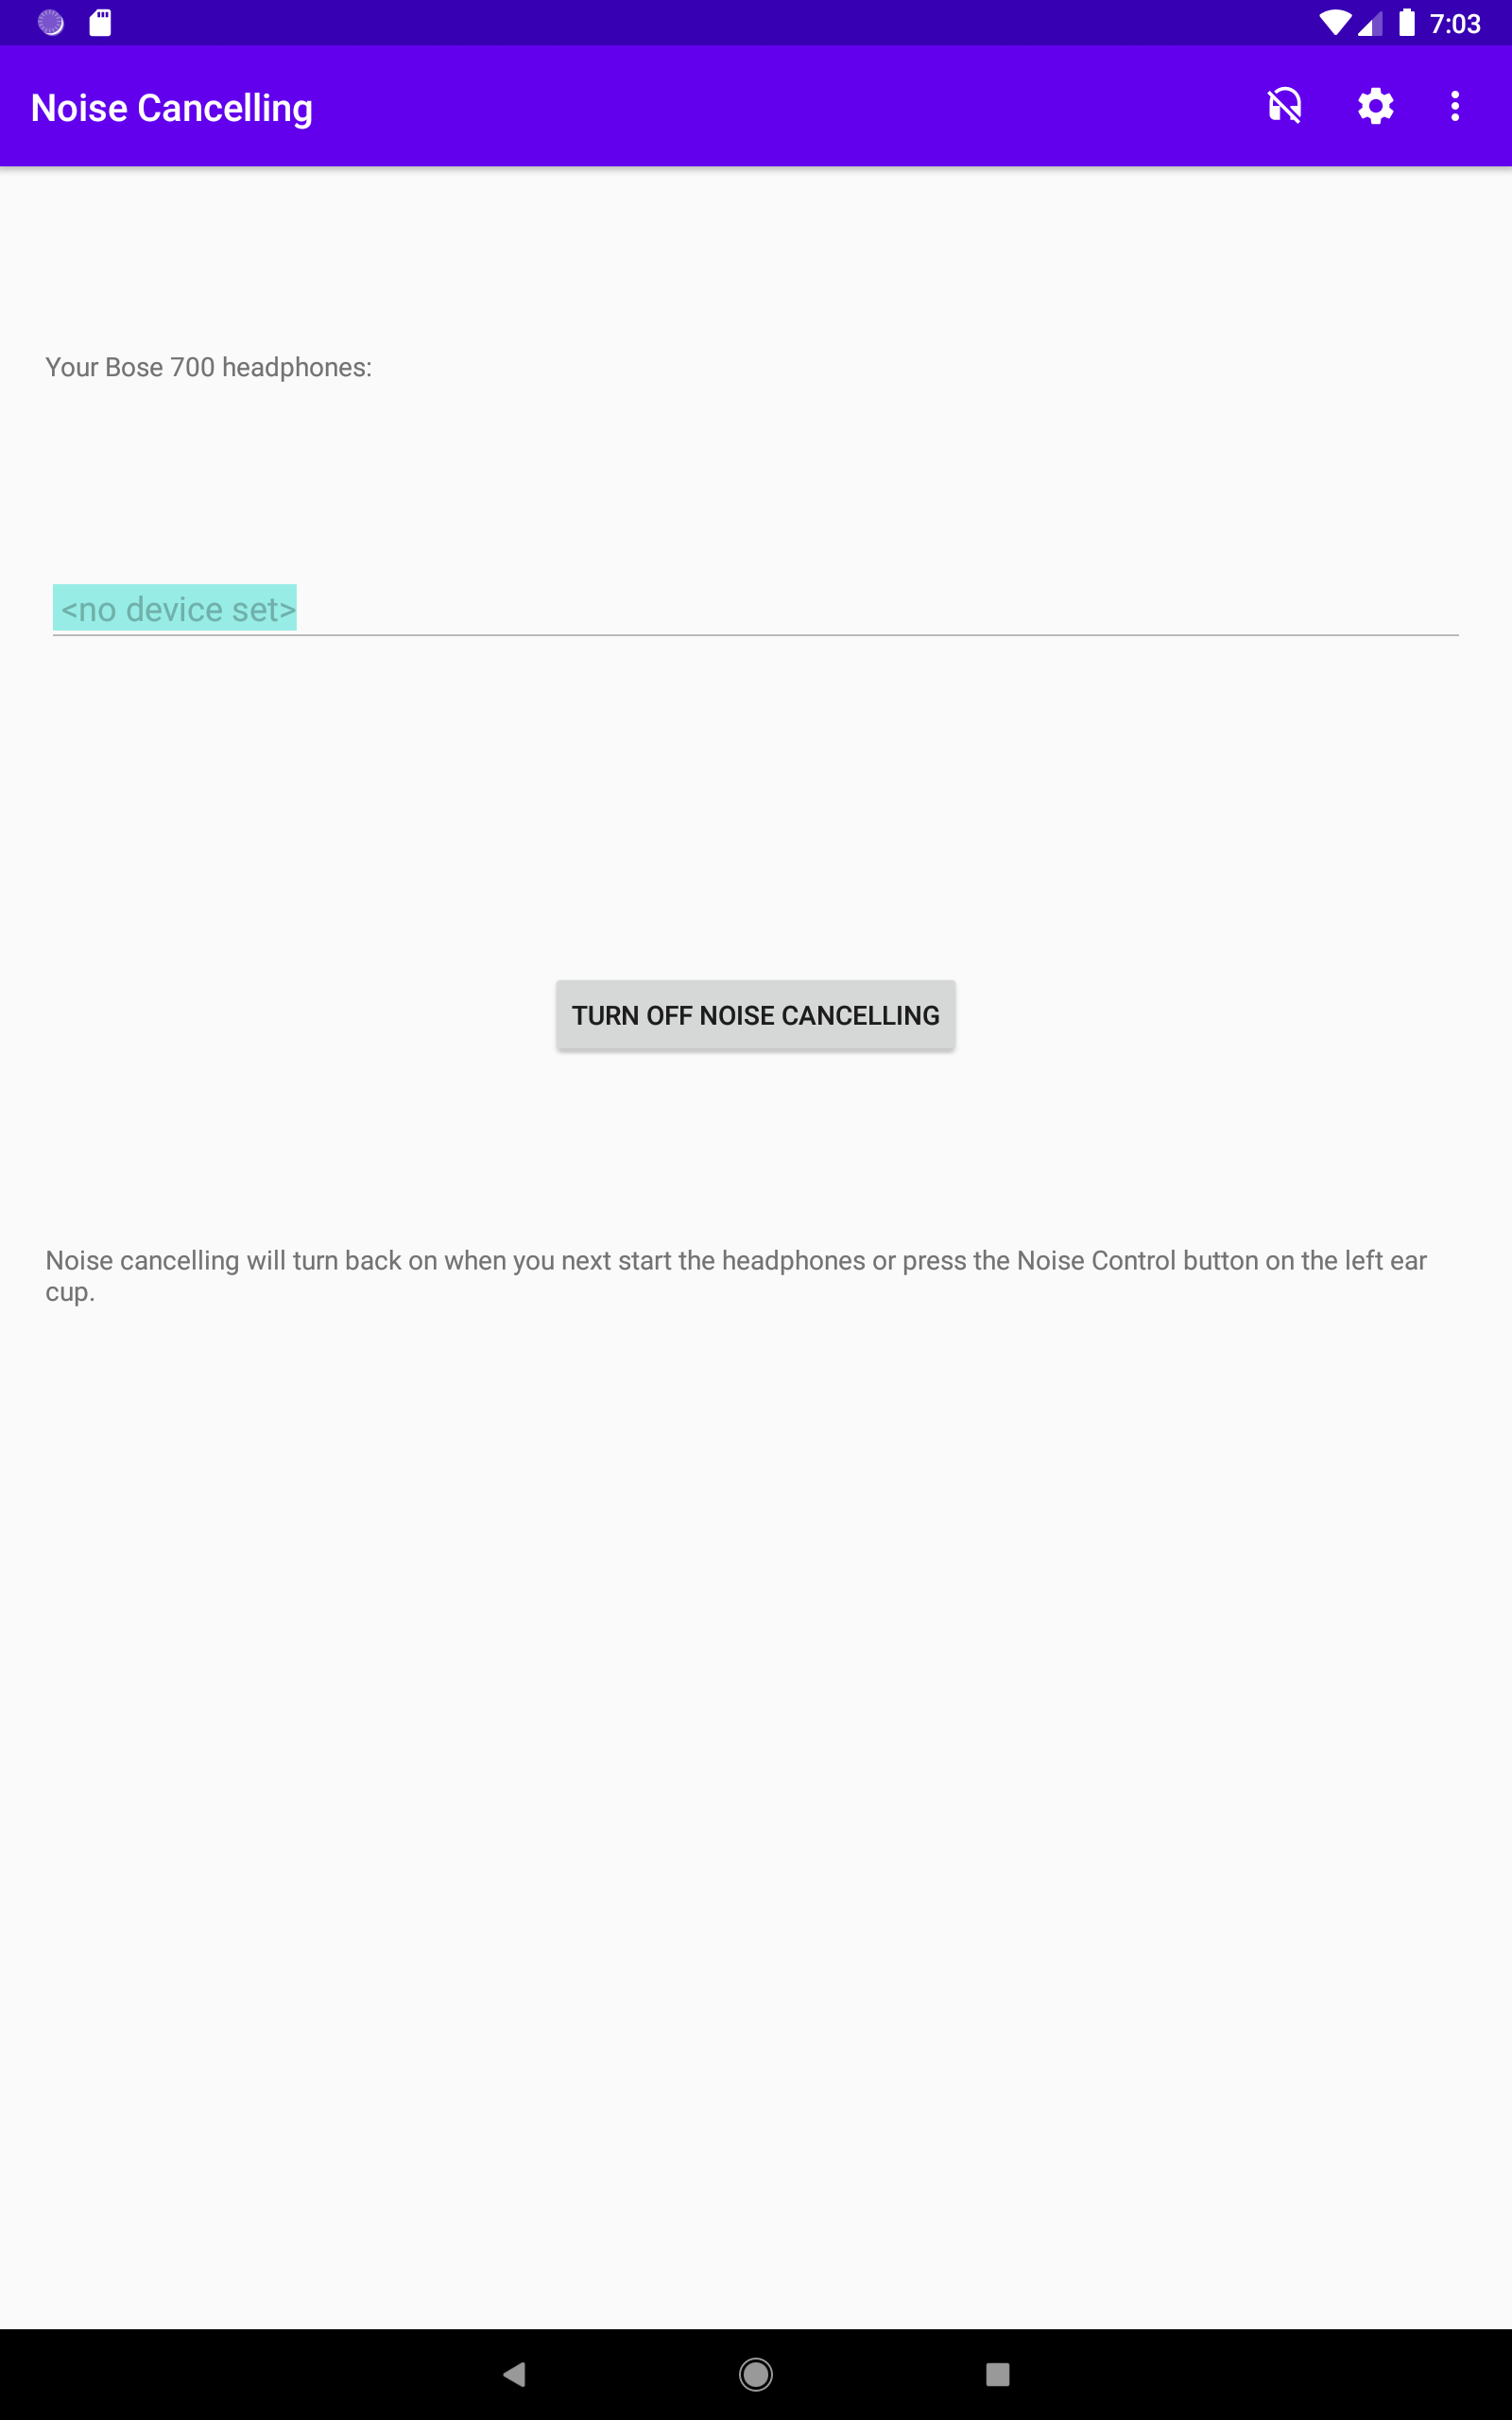 7:03
Noise Cancelling
Your Bose 700 headphones:
<no device set>
TURN OFF NOISE CANCELLING
Noise cancelling will turn back on when you next start the headphones or press the Noise Control button on the left ear
cup.